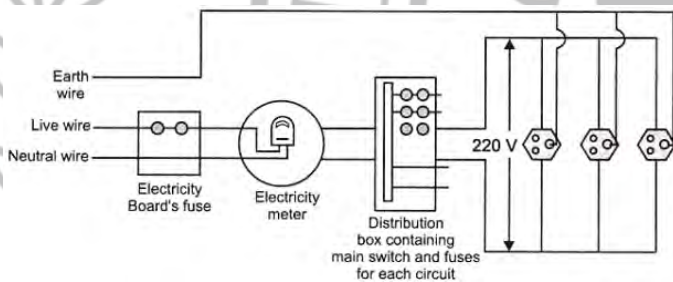 Earth
wire
Live wire
Neutral wire
Electricity
Board's fuse
Electricity
meter
Distribution
box containing
main switch and fuses
for each circuit
220 V